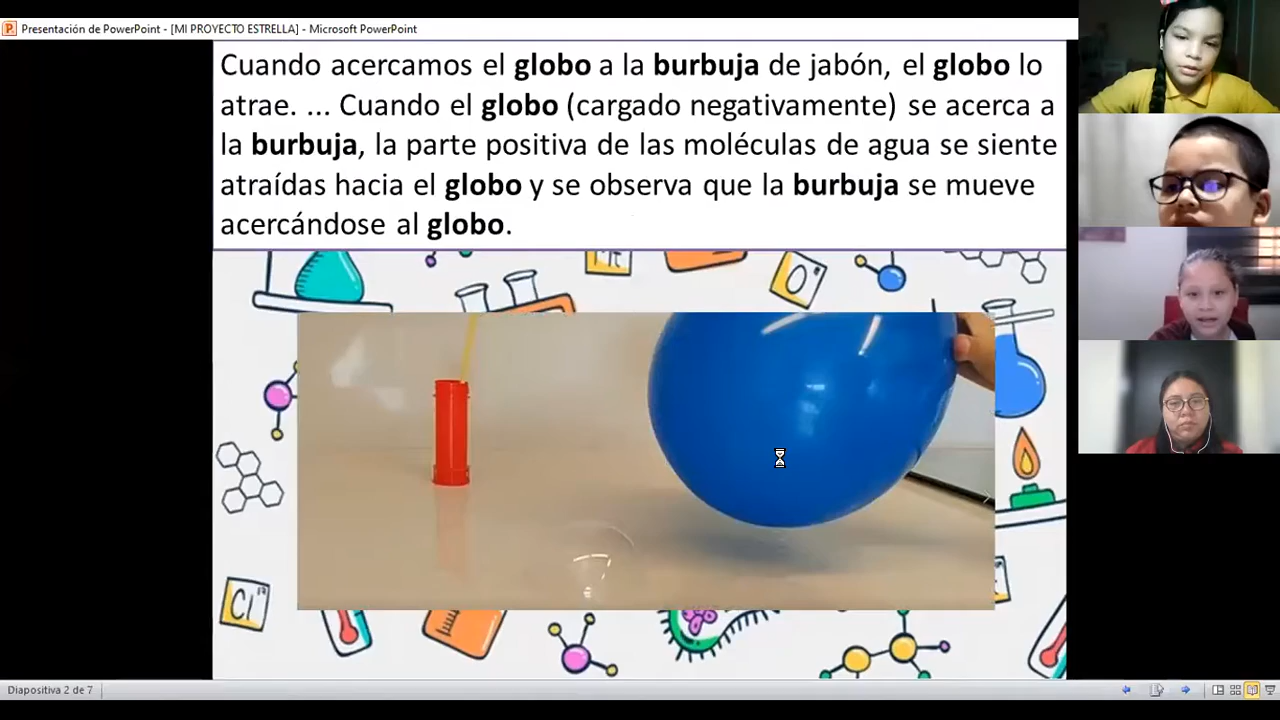 Presentación de PowerPoint - [MI PROYECTO ESTRELLA] - Microsoft PowerPoint
Cuando acercamos el globo a la burbuja de jabón, el globo lo
atrae. ... Cuando el globo (cargado negativamente) se acerca a
la burbuja, la parte positiva de las moléculas de agua se siente
atraídas hacia el globo y se observa que la burbuja se mueve
acercándose al globo.
O
Cl
Diapositiva 2 de 7